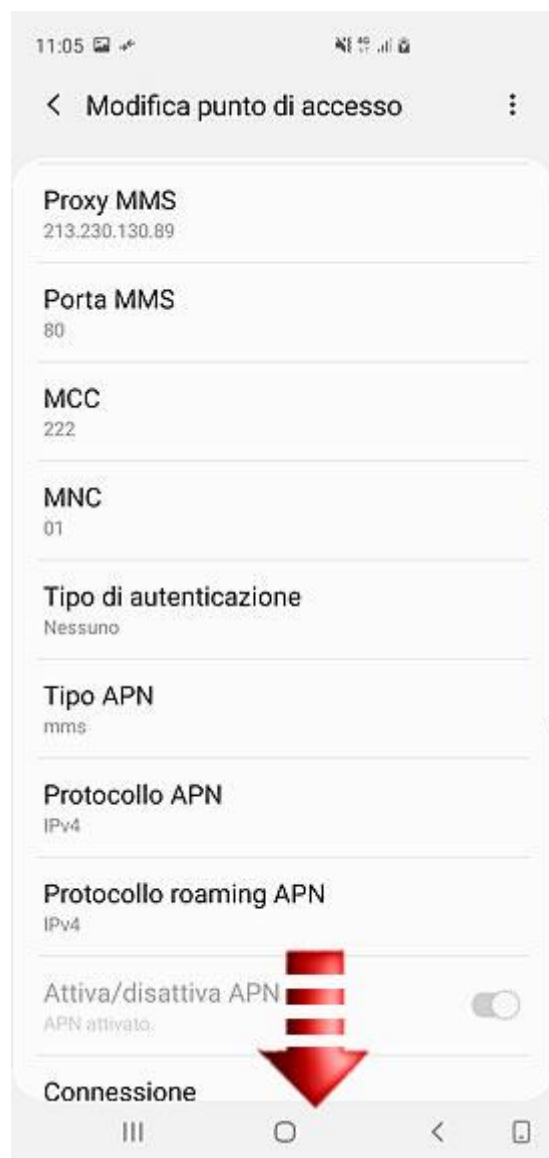 11:05
Modifica punto di accesso
Proxy MMS
213.230.130.89
Porta MMS
80
MCC
222
MNC
01
Tipo di autenticazione
Nessuno
Tipo APN
mms
Protocollo APN
IPv4
Protocollo roaming APN
IPv4
Attiva/disattiva APN
APN attivato.
Connessione